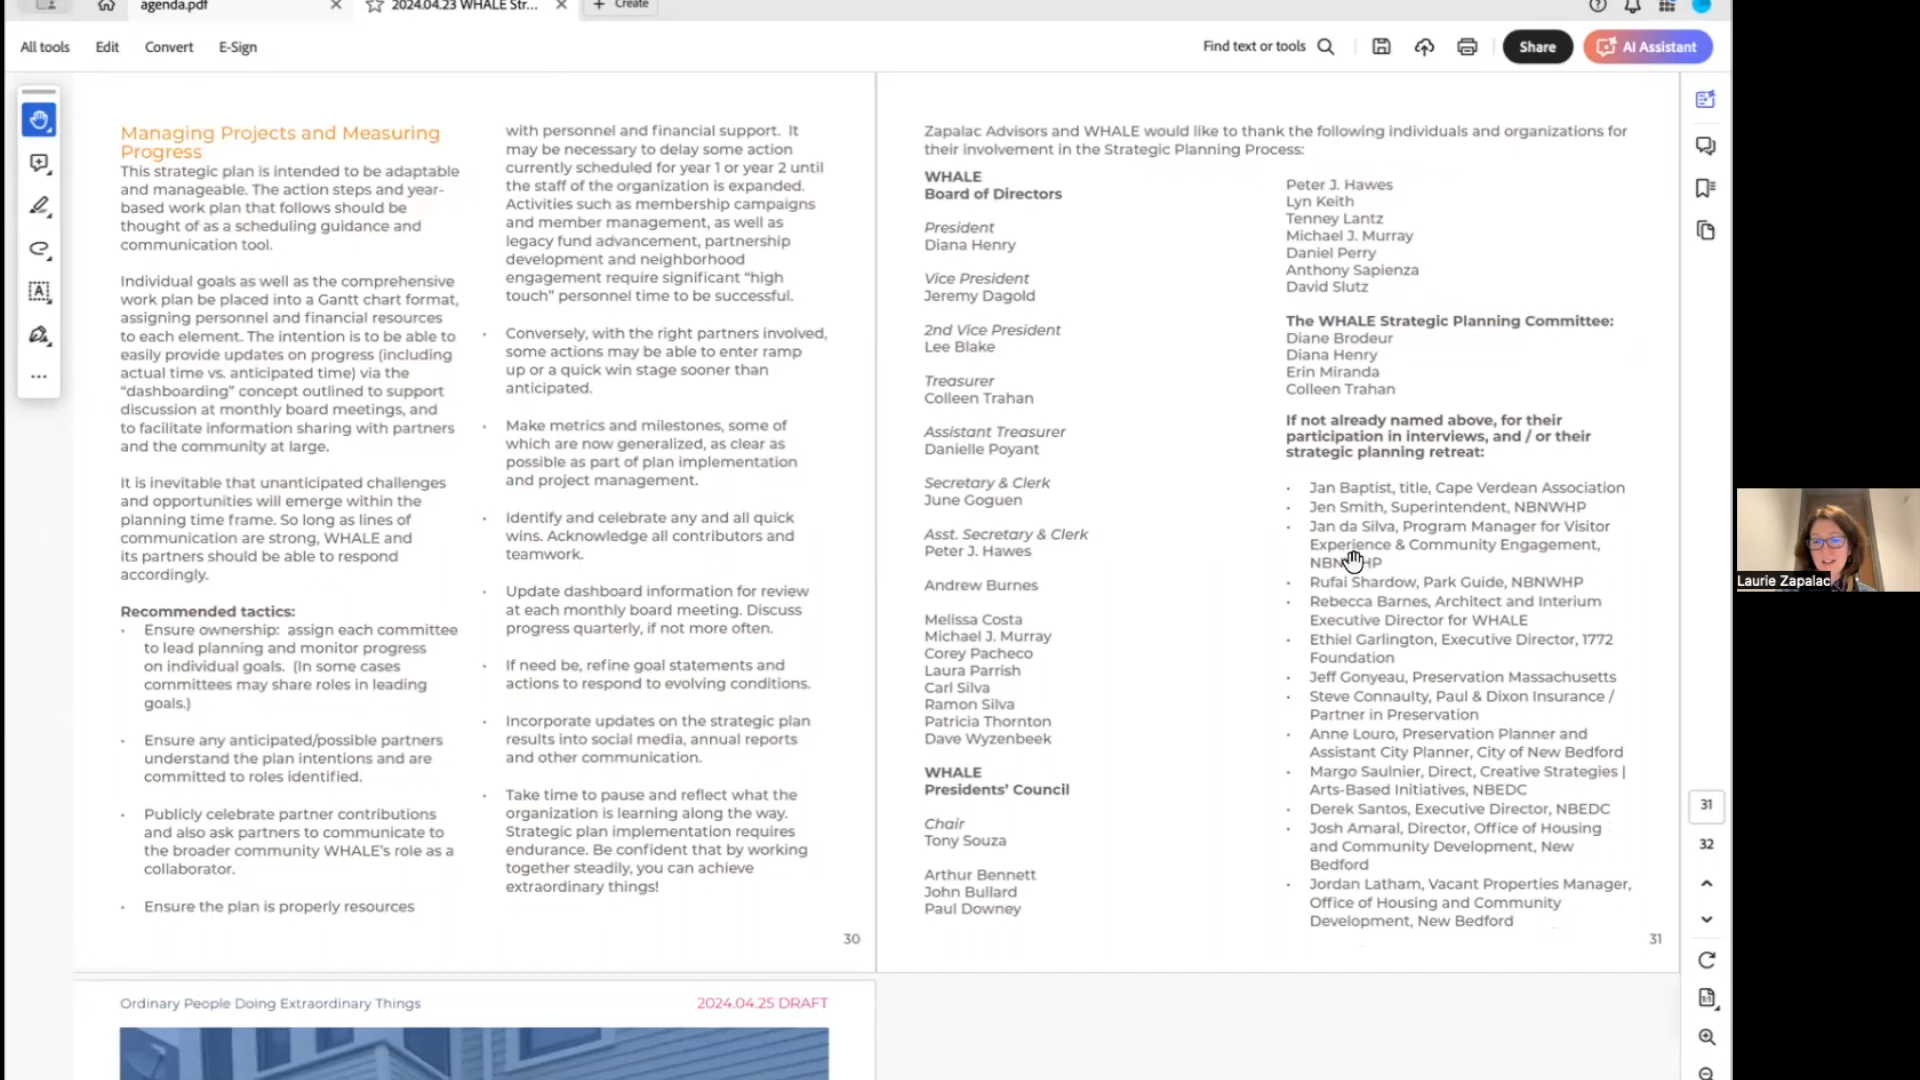 agenda.pdf
2024.04.23 WHALE Str...
Create
All tools
Edit
Convert
E-Sign
Find text or tools
Share
AI Assistant
Managing Projects and Measuring
Progress
This strategic plan is intended to be adaptable
and manageable. The action steps and year-
based work plan that follows should be
thought of as a scheduling guidance and
communication tool.
Individual goals as well as the comprehensive
work plan be placed into a Gantt chart format,
assigning personnel and financial resources
to each element. The intention is to be able to
easily provide updates on progress (including
actual time vs. anticipated time) via the
“dashboarding” concept outlined to support
discussion at monthly board meetings, and
to facilitate information sharing with partners
and the community at large.
It is inevitable that unanticipated challenges
and opportunities will emerge within the
planning time frame. So long as lines of
communication are strong, WHALE and
its partners should be able to respond
accordingly.
Recommended tactics:
• Ensure ownership: assign each committee
to lead planning and monitor progress
on individual goals. (In some cases
committees may share roles in leading
goals.)
• Ensure any anticipated/possible partners
understand the plan intentions and are
committed to roles identified.
• Publicly celebrate partner contributions
and also ask partners to communicate to
the broader community WHALE's role as a
collaborator.
• Ensure the plan is properly resources
with personnel and financial support. It
may be necessary to delay some action
currently scheduled for year 1 or year 2 until
the staff of the organization is expanded.
Activities such as membership campaigns
and member management, as well as
legacy fund advancement, partnership
development and neighborhood
engagement require significant “high
touch” personnel time to be successful.
• Conversely, with the right partners involved,
some actions may be able to enter ramp
up or a quick win stage sooner than
anticipated.
• Make metrics and milestones, some of
which are now generalized, as clear as
possible as part of plan implementation
and project management.
• Identify and celebrate any and all quick
wins. Acknowledge all contributors and
teamwork.
• Update dashboard information for review
at each monthly board meeting. Discuss
progress quarterly, if not more often.
• If need be, refine goal statements and
actions to respond to evolving conditions.
• Incorporate updates on the strategic plan
results into social media, annual reports
and other communication.
• Take time to pause and reflect what the
organization is learning along the way.
Strategic plan implementation requires
endurance. Be confident that by working
together steadily, you can achieve
extraordinary things!
30
Zapalac Advisors and WHALE would like to thank the following individuals and organizations for
their involvement in the Strategic Planning Process:
WHALE
Board of Directors
President
Diana Henry
Vice President
Jeremy Dagold
2nd Vice President
Lee Blake
Treasurer
Colleen Trahan
Assistant Treasurer
Danielle Poyant
Secretary & Clerk
June Goguen
Asst. Secretary & Clerk
Peter J. Hawes
Andrew Burnes
Melissa Costa
Michael J. Murray
Corey Pacheco
Laura Parrish
Carl Silva
Ramon Silva
Patricia Thornton
Dave Wyzenbeek
WHALE
Presidents' Council
Chair
Tony Souza
Arthur Bennett
John Bullard
Paul Downey
Peter J. Hawes
Lyn Keith
Tenney Lantz
Michael J. Murray
Daniel Perry
Anthony Sapienza
David Slutz
The WHALE Strategic Planning Committee:
Diane Brodeur
Diana Henry
Erin Miranda
Colleen Trahan
If not already named above, for their
participation in interviews, and / or their
strategic planning retreat:
• Jan Baptist, title, Cape Verdean Association
• Jen Smith, Superintendent, NBNWHP
• Jan da Silva, Program Manager for Visitor
Experience & Community Engagement,
NBNWHP
• Rufai Shardow, Park Guide, NBNWHP
• Rebecca Barnes, Architect and Interium
Executive Director for WHALE
• Ethiel Garlington, Executive Director, 1772
Foundation
• Jeff Gonyeau, Preservation Massachusetts
• Steve Connaulty, Paul & Dixon Insurance /
Partner in Preservation
• Anne Louro, Preservation Planner and
Assistant City Planner, City of New Bedford
• Margo Saulnier, Direct, Creative Strategies |
Arts-Based Initiatives, NBEDC
• Derek Santos, Executive Director, NBEDC
• Josh Amaral, Director, Office of Housing
and Community Development, New
Bedford
• Jordan Latham, Vacant Properties Manager,
Office of Housing and Community
Development, New Bedford
31
31
32
Laurie Zapalac
Ordinary People Doing Extraordinary Things
2024.04.25 DRAFT